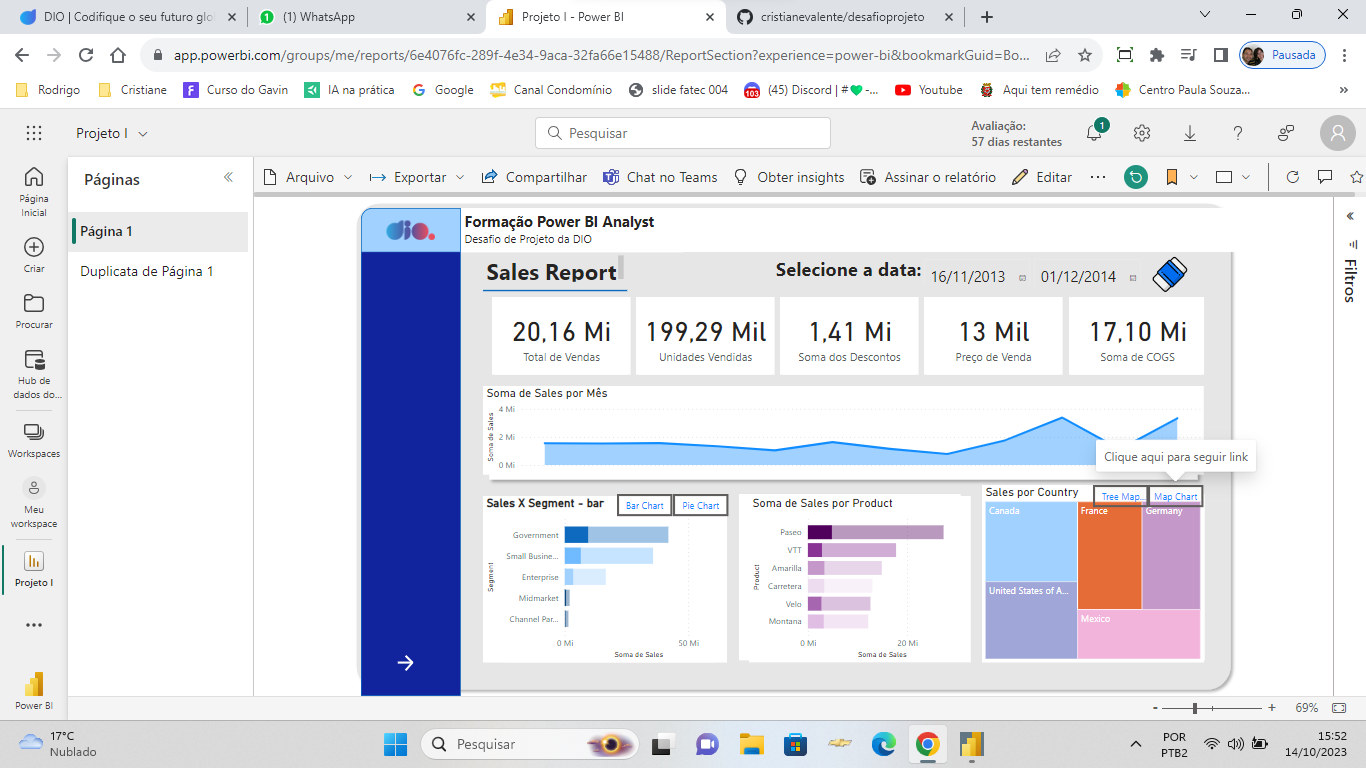 DIO | Codifique o seu futuro glo
(1) WhatsApp
Projeto I - Power BI
cristianevalente/desafioprojeto
app.powerbi.com/groups/me/reports/6e4076fc-289f-4e34-9aca-32fa66e15488/ReportSection?experience=power-bi&bookmarkGuid=Bo...
Pausada
Rodrigo
Cristiane
Curso do Gavin
IA na prática
Google
Canal Condomínio
slide fatec 004
103
(45) Discord | #💚-...
Youtube
Aqui tem remédio
Centro Paula Souza...
Projeto I
Pesquisar
Avaliação:
57 dias restantes
1
Página Inicial
Criar
Procurar
Hub de dados do...
Workspaces
Meu workspace
Projeto I
Power BI
Páginas
Página 1
Duplicata de Página 1
Arquivo
Exportar
Compartilhar
Chat no Teams
Obter insights
Assinar o relatório
Editar
Filtros
dio.
Formação Power BI Analyst
Desafio de Projeto da DIO
Sales Report
Selecione a data:
16/11/2013
01/12/2014
20,16 Mi
Total de Vendas
199,29 Mil
Unidades Vendidas
1,41 Mi
Soma dos Descontos
13 Mil
Preço de Venda
17,10 Mi
Soma de COGS
Soma de Sales por Mês
Soma de Sales
4 Mi
2 Mi
0 Mi
Clique aqui para seguir link
Sales X Segment - bar
Bar Chart
Pie Chart
Segment
Government
Small Busine...
Enterprise
Midmarket
Channel Par...
0 Mi
50 Mi
Soma de Sales
Soma de Sales por Product
Product
Paseo
VTT
Amarilla
Carretera
Velo
Montana
0 Mi
20 Mi
Soma de Sales
Sales por Country
Tree Map...
Map Chart
Canada
France
Germany
United States of A...
Mexico
69%
17°C
Nublado
Pesquisar
POR
PTB2
15:52
14/10/2023